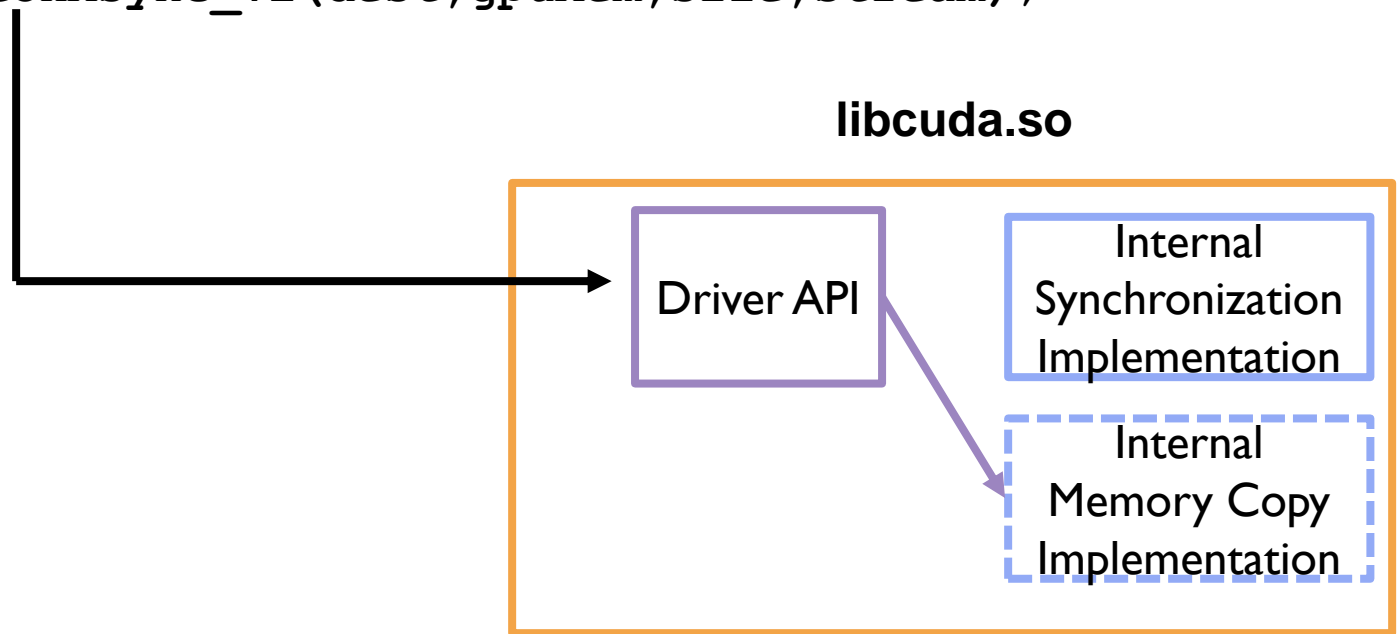 libcuda.so
Driver API
Internal
Synchronization
Implementation
Internal
Memory Copy
Implementation